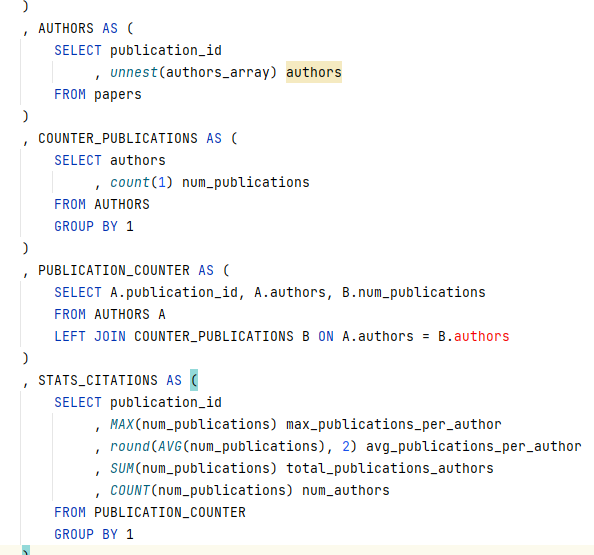 )
, AUTHORS AS (
SELECT publication_id
, unnest(authors_array) authors
FROM papers
)
, COUNTER_PUBLICATIONS AS (
SELECT authors
, count(1) num_publications
FROM AUTHORS
GROUP BY 1
)
, PUBLICATION_COUNTER AS (
SELECT A.publication_id, A.authors, B.num_publications
FROM AUTHORS A
LEFT JOIN COUNTER_PUBLICATIONS B ON A.authors = B.authors
)
, STATS_CITATIONS AS (
SELECT publication_id
, MAX(num_publications) max_publications_per_author
, round(AVG(num_publications), 2) avg_publications_per_author
, SUM(num_publications) total_publications_authors
, COUNT(num_publications) num_authors
FROM PUBLICATION_COUNTER
GROUP BY 1
)